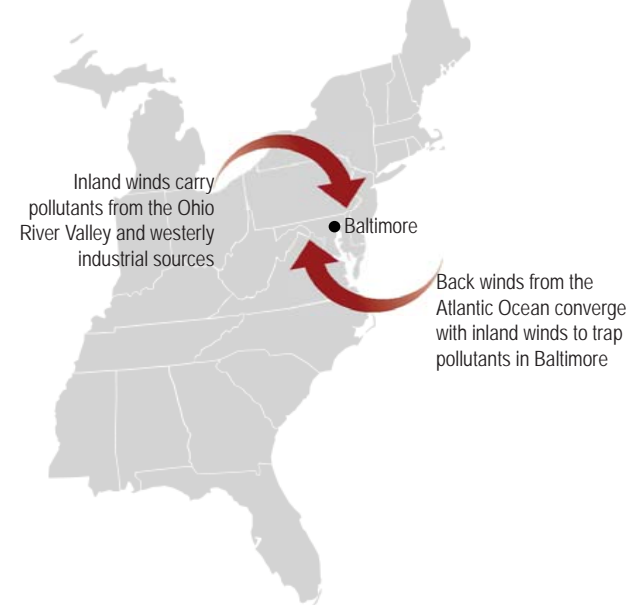 Inland winds carry
pollutants from the Ohio
River Valley and westerly
industrial sources
Baltimore
Back winds from the
Atlantic Ocean converge
with inland winds to trap
pollutants in Baltimore